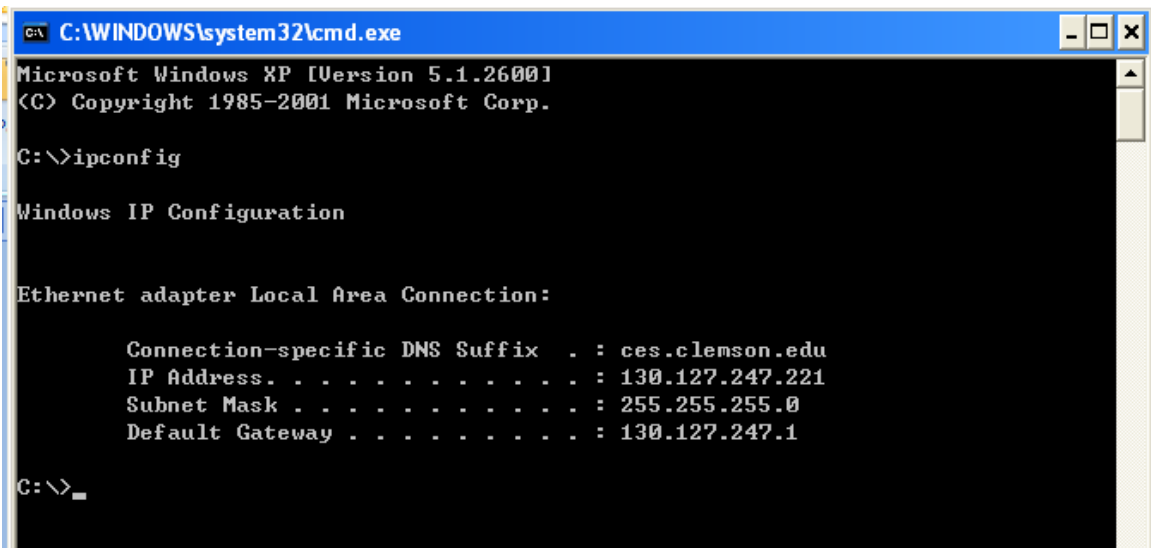 C:\WINDOWS\system32\cmd.exe
Microsoft Windows XP [Version 5.1.2600]
(C) Copyright 1985-2001 Microsoft Corp.
C:\>ipconfig
Windows IP Configuration
Ethernet adapter Local Area Connection:
Connection-specific DNS Suffix . : ces.clemson.edu
IP Address. . . . . . . . . . . . : 130.127.247.221
Subnet Mask . . . . . . . . . . . : 255.255.255.0
Default Gateway . . . . . . . . . : 130.127.247.1
C:\>_